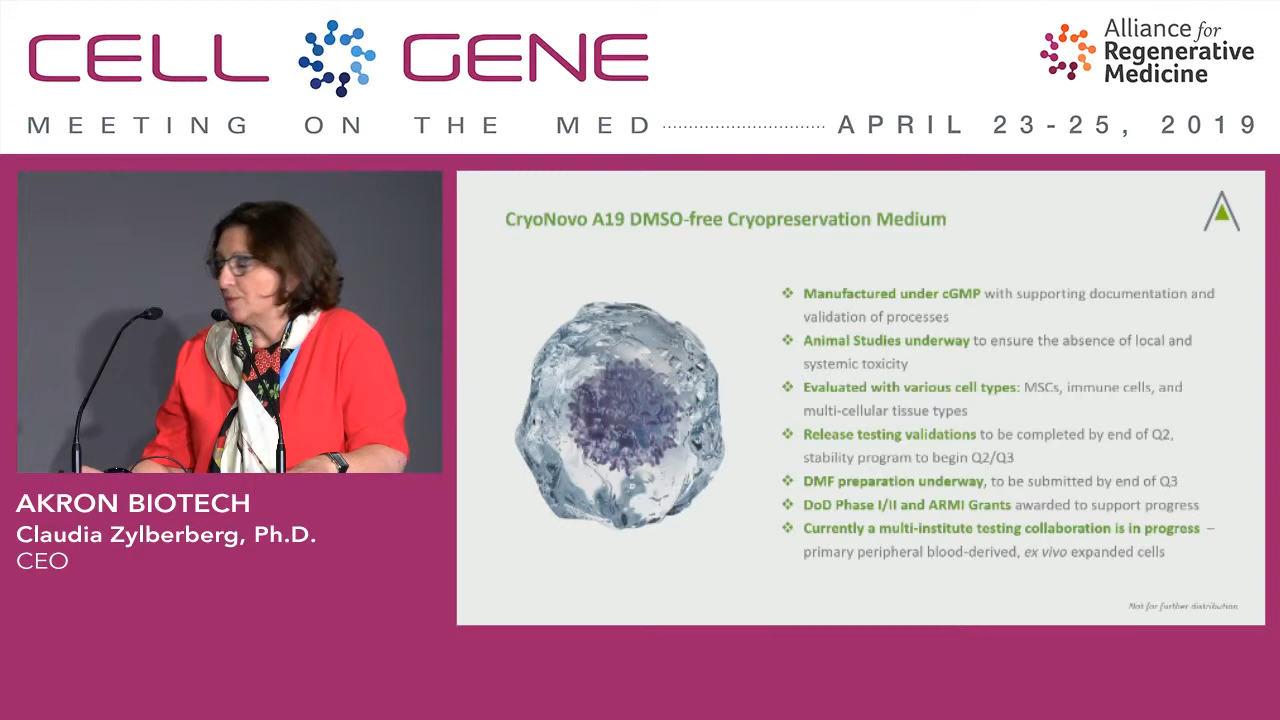 CELL GENE
Alliance for
Regenerative
Medicine
MEETING ON THE MED APRIL 23-25, 2019
CryoNovo A19 DMSO-free Cryopreservation Medium
❖ Manufactured under cGMP with supporting documentation and
validation of processes
❖ Animal Studies underway to ensure the absence of local and
systemic toxicity
❖ Evaluated with various cell types: MSCs, immune cells, and
multi-cellular tissue types
❖ Release testing validations to be completed by end of Q2,
stability program to begin Q2/Q3
❖ DMF preparation underway, to be submitted by end of Q3
❖ DoD Phase I/II and ARMI Grants awarded to support progress
❖ Currently a multi-institute testing collaboration is in progress –
primary peripheral blood-derived, ex vivo expanded cells
Not for further distribution
AKRON BIOTECH
Claudia Zylberberg, Ph.D.
CEO